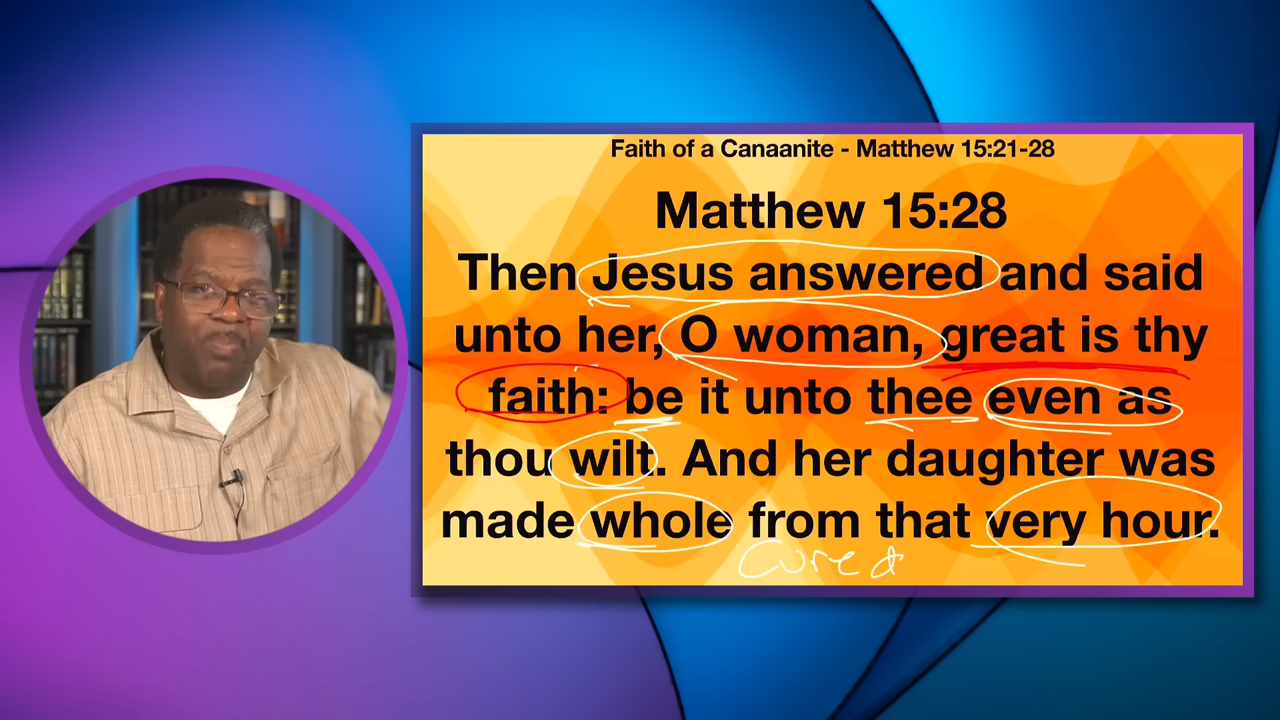 Faith of a Canaanite - Matthew 15:21-28
Matthew 15:28
Then Jesus answered and said
unto her, O woman, great is thy
faith: be it unto thee even as
thou wilt. And her daughter was
made whole from that very hour.
Cured